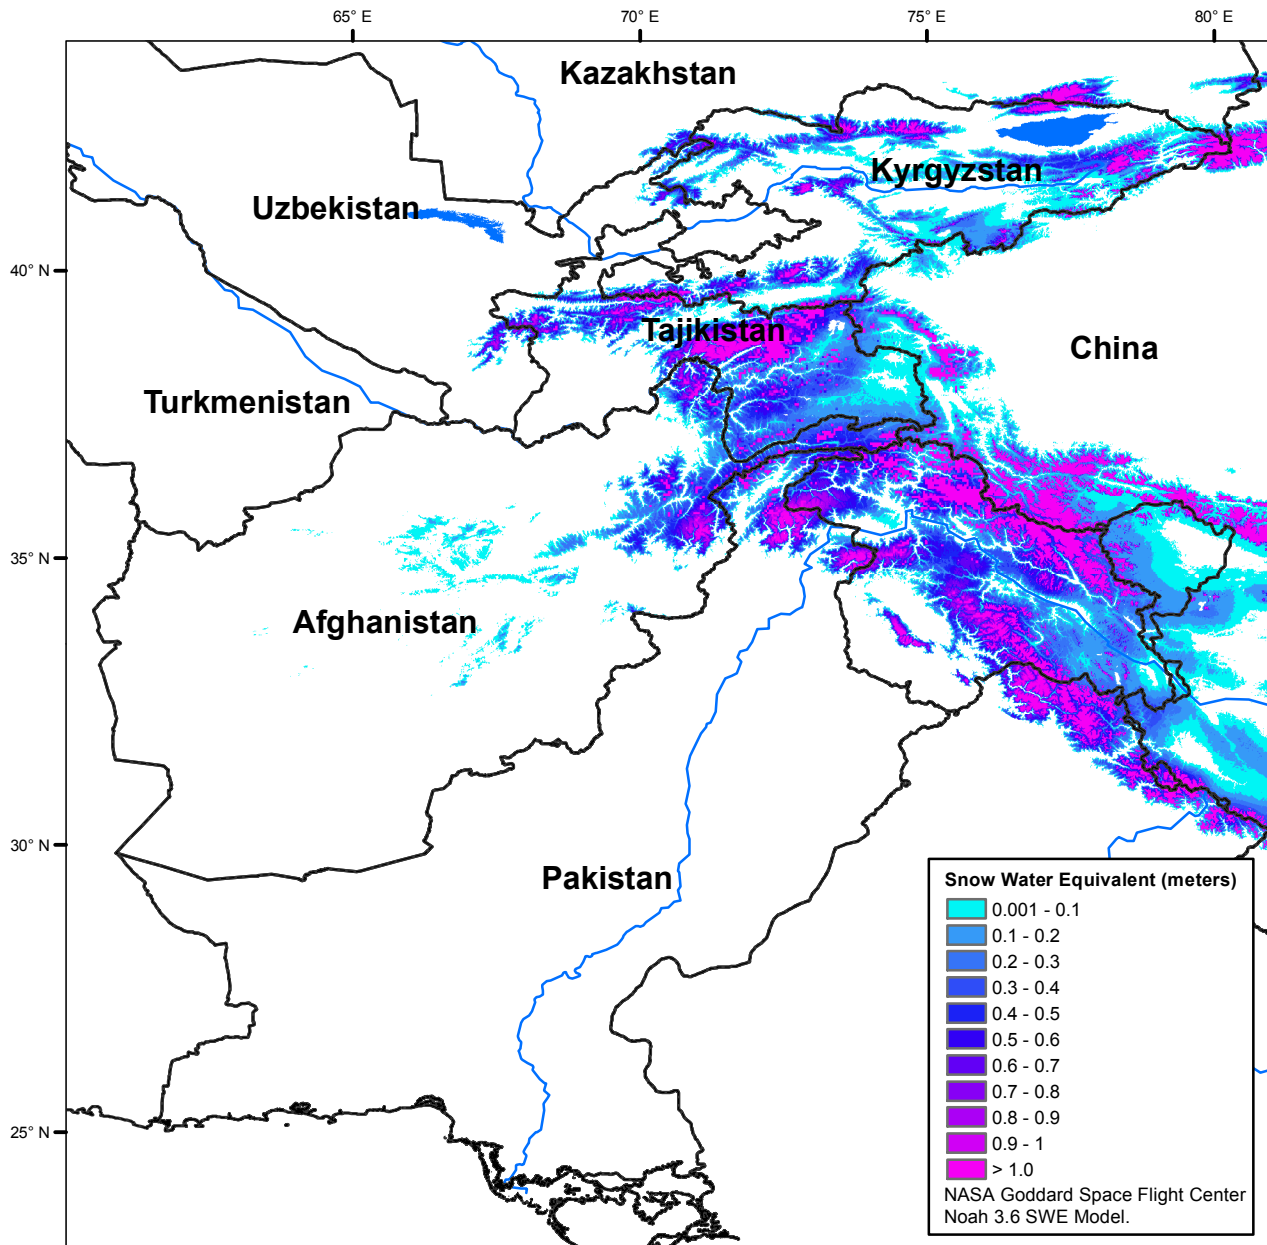 65° E
70° E
75° E
80° E
Kazakhstan
Kyrgyzstan
Uzbekistan
40° N
Tajikistan
China
Turkmenistan
35° N
Afghanistan
30° N
Pakistan
25° N
Snow Water Equivalent (meters)
0.001 - 0.1
0.1 - 0.2
0.2 - 0.3
0.3 - 0.4
0.4 - 0.5
0.5 - 0.6
0.6 - 0.7
0.7 - 0.8
0.8 - 0.9
0.9 - 1
> 1.0
NASA Goddard Space Flight Center
Noah 3.6 SWE Model.